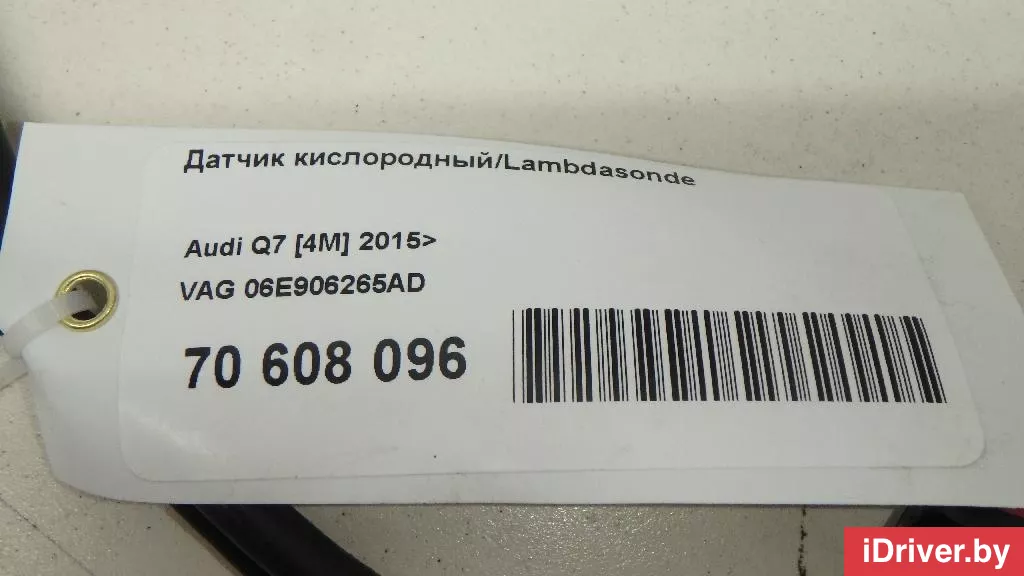 Датчик кислородный/Lambdasonde
Audi Q7 [4M] 2015>
VAG 06E906265AD
70 608 096
iDriver.by